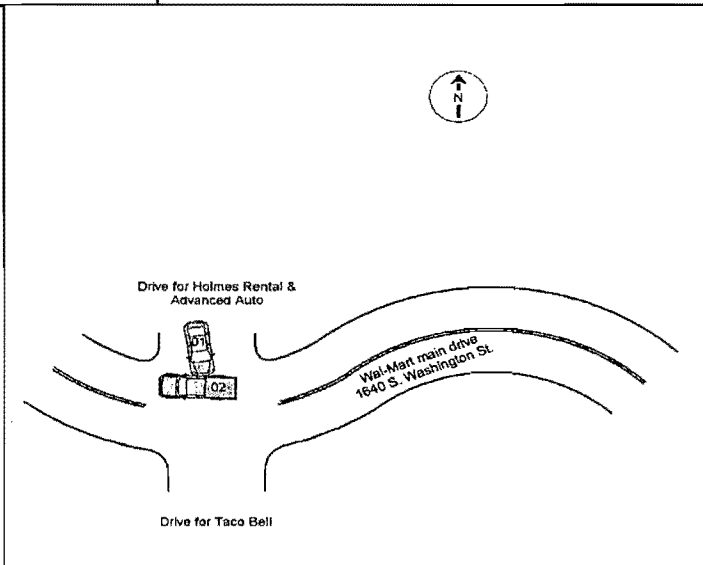 N
Drive for Holmes Rental &
Advanced Auto
01
02
Wal-Mart main drive
1640 S. Washington St.
Drive for Taco Bell